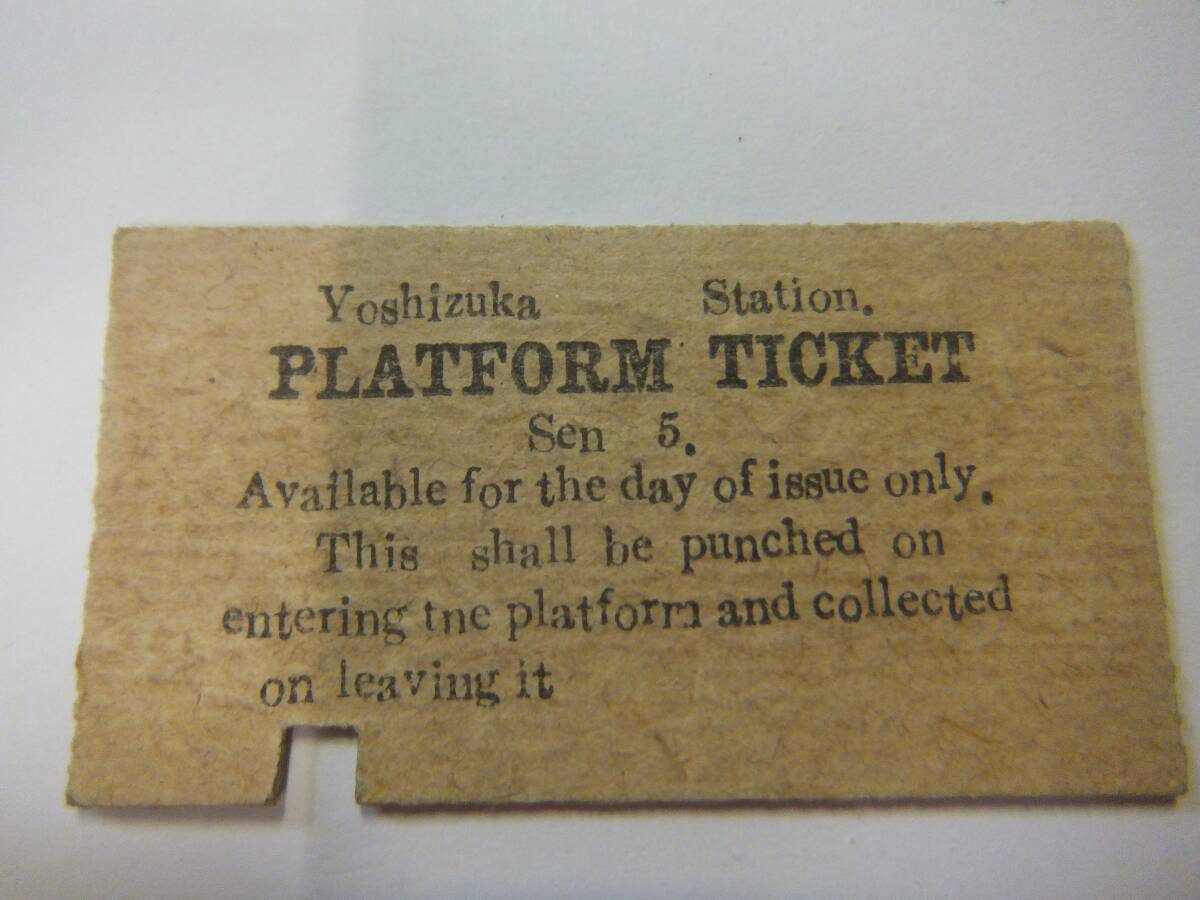 Yoshizuka Station.
PLATFORM TICKET
Sen 5.
Available for the day of issue only.
This shall be punched on
entering tne platform and collected
on leaving it